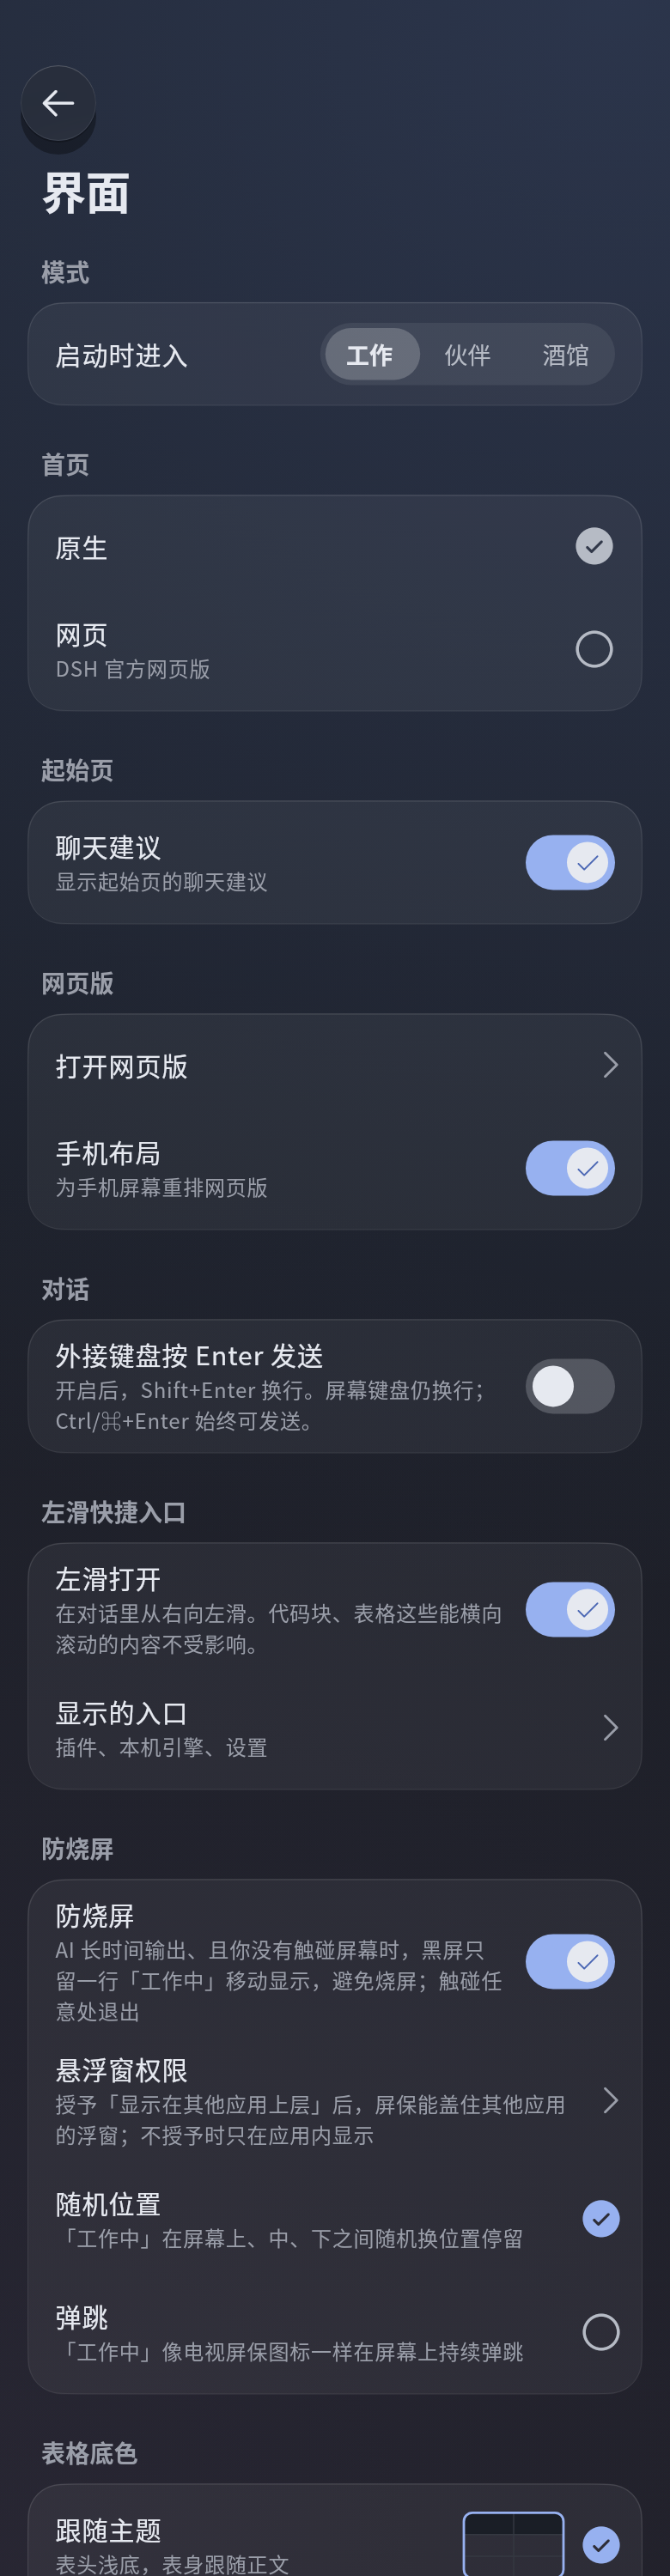 界面
模式
启动时进入
工作
伙伴
酒馆
首页
原生
网页
DSH 官方网页版
起始页
聊天建议
显示起始页的聊天建议
网页版
打开网页版
手机布局
为手机屏幕重排网页版
对话
外接键盘按 Enter 发送
开启后，Shift+Enter 换行。屏幕键盘仍换行；
Ctrl/⌘+Enter 始终可发送。
左滑快捷入口
左滑打开
在对话里从右向左滑。代码块、表格这些能横向
滚动的内容不受影响。
显示的入口
插件、本机引擎、设置
防烧屏
防烧屏
AI 长时间输出、且你没有触碰屏幕时，黑屏只
留一行「工作中」移动显示，避免烧屏；触碰任
意处退出
悬浮窗权限
授予「显示在其他应用上层」后，屏保能盖住其他应用
的浮窗；不授予时只在应用内显示
随机位置
「工作中」在屏幕上、中、下之间随机换位置停留
弹跳
「工作中」像电视屏保图标一样在屏幕上持续弹跳
表格底色
跟随主题
表头浅底，表身跟随正文